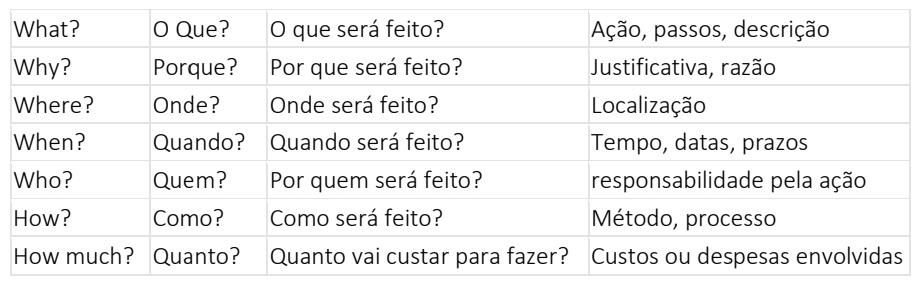 What? O Que? O que será feito? Ação, passos, descrição
Why? Porque? Por que será feito? Justificativa, razão
Where? Onde? Onde será feito? Localização
When? Quando? Quando será feito? Tempo, datas, prazos
Who? Quem? Por quem será feito? responsabilidade pela ação
How? Como? Como será feito? Método, processo
How much? Quanto? Quanto vai custar para fazer? Custos ou despesas envolvidas